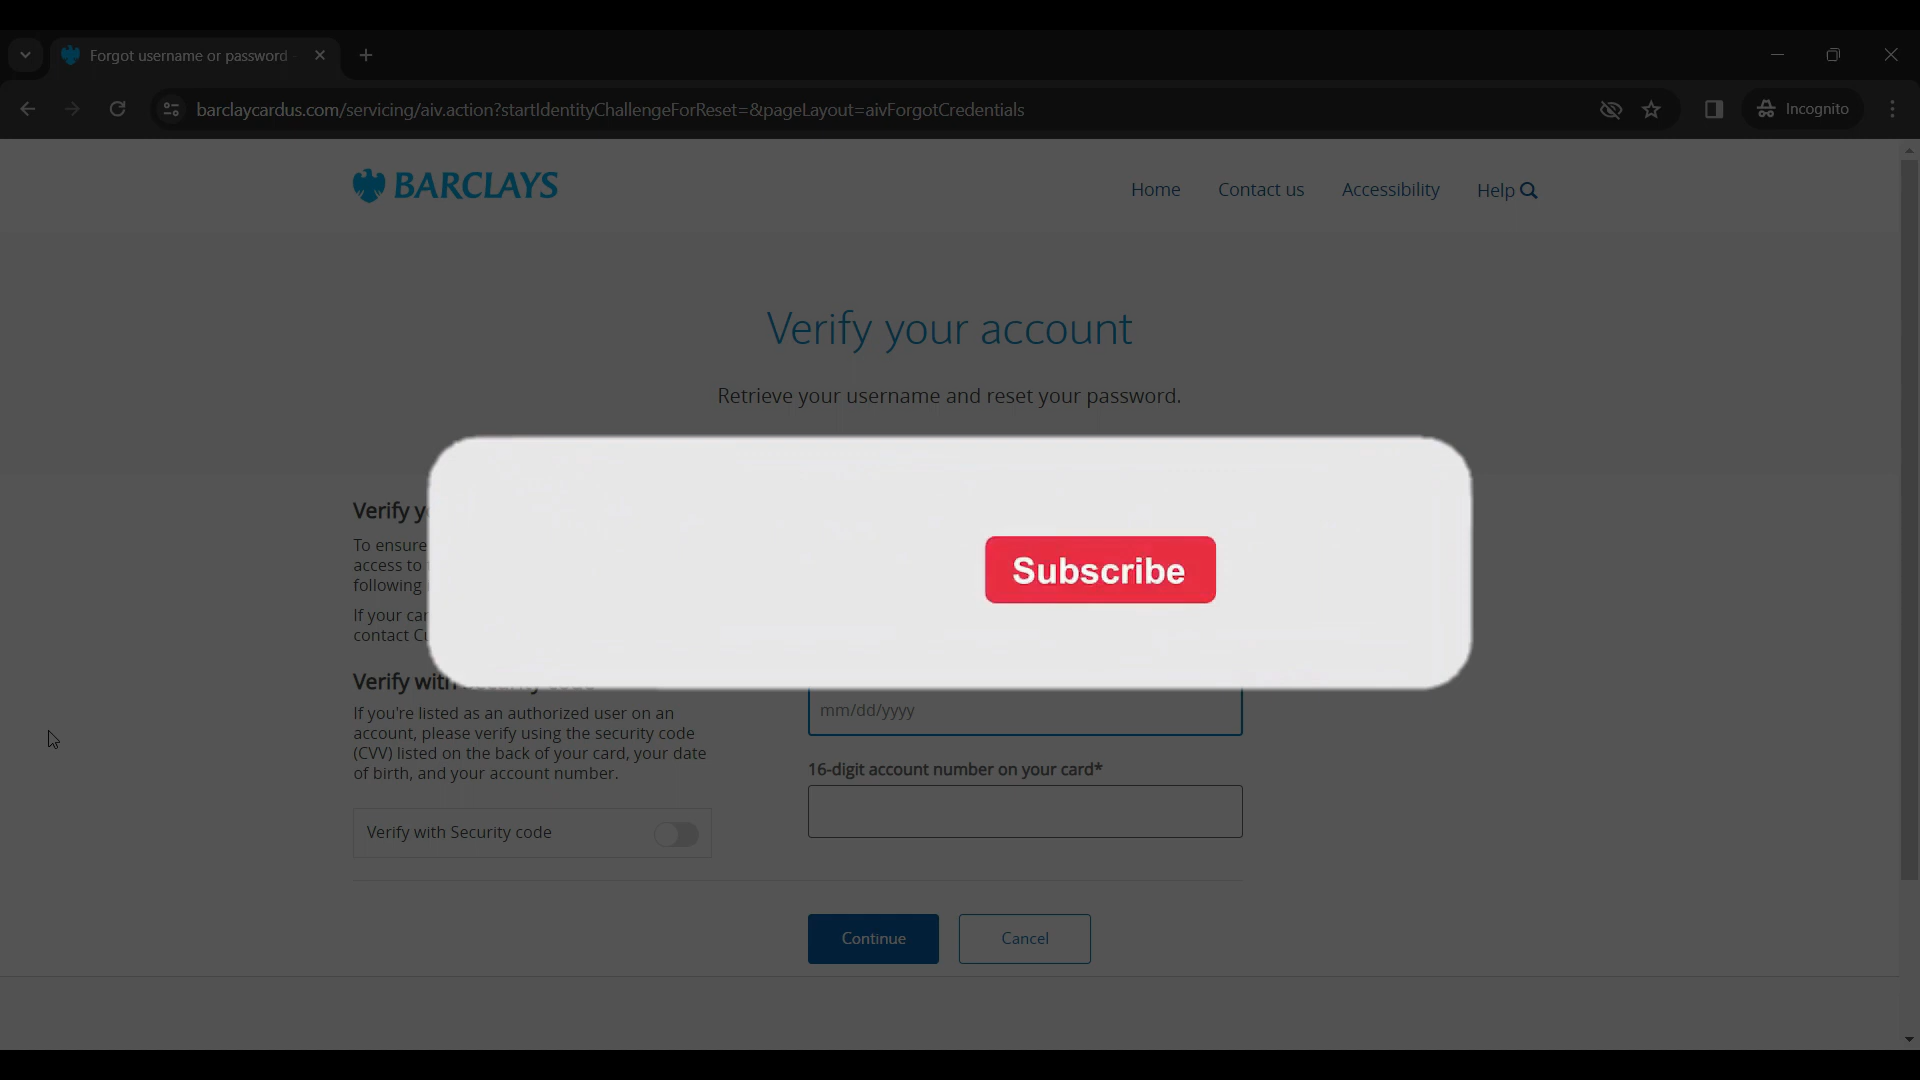 Forgot username or password
barclaycardus.com/servicing/aiv.action?startIdentityChallengeForReset=&pageLayout=aivForgotCredentials
Incognito
BARCLAYS
Home
Contact us
Accessibility
Help
Verify your account
Retrieve your username and reset your password.
Verify
To ensure
access to
following
If your
contact
Subscribe
Verify with
If you're listed as an authorized user on an
account, please verify using the security code
(CVV) listed on the back of your card, your date
of birth, and your account number.
Verify with Security code
mm/dd/yyyy
16-digit account number on your card*
Continue
Cancel